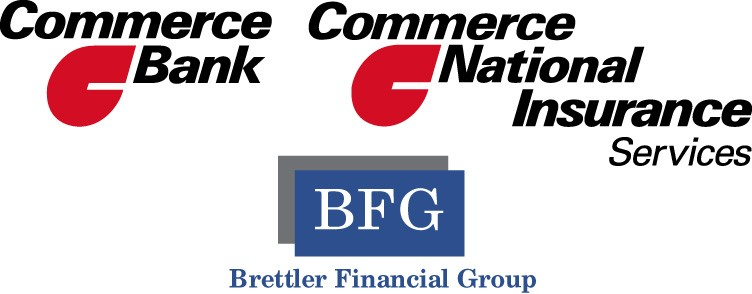 Commerce
Bank
Commerce
National
Insurance
Services
BFG
Brettler Financial Group